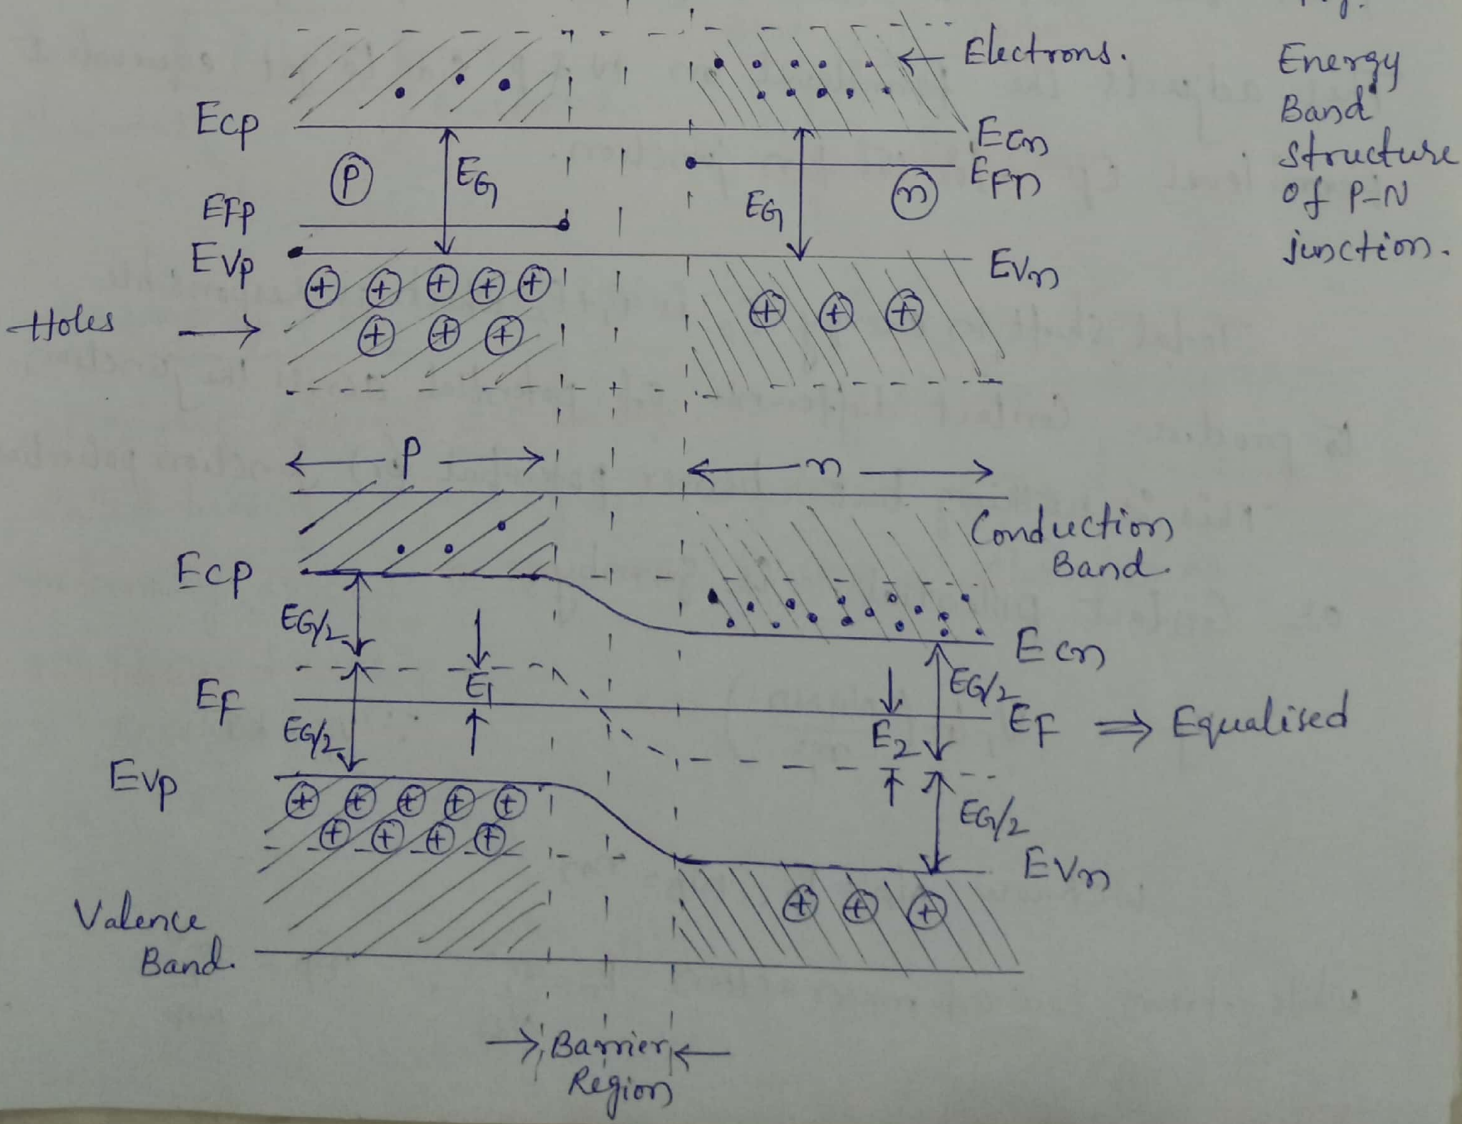 Electrons.
Energy
Band
Structure
of P-N
junction.
Ecp
Ecn
EFn
P
EG
EG
n
EFp
Evp
Evn
Holes
P
n
Conduction
Band
Ecp
EG/2
Ecn
E1
EG/2
EF
EF ⇒ Equalised
EG/2
E2
Evp
EG/2
Evn
Valence
Band.
Barrier
Region